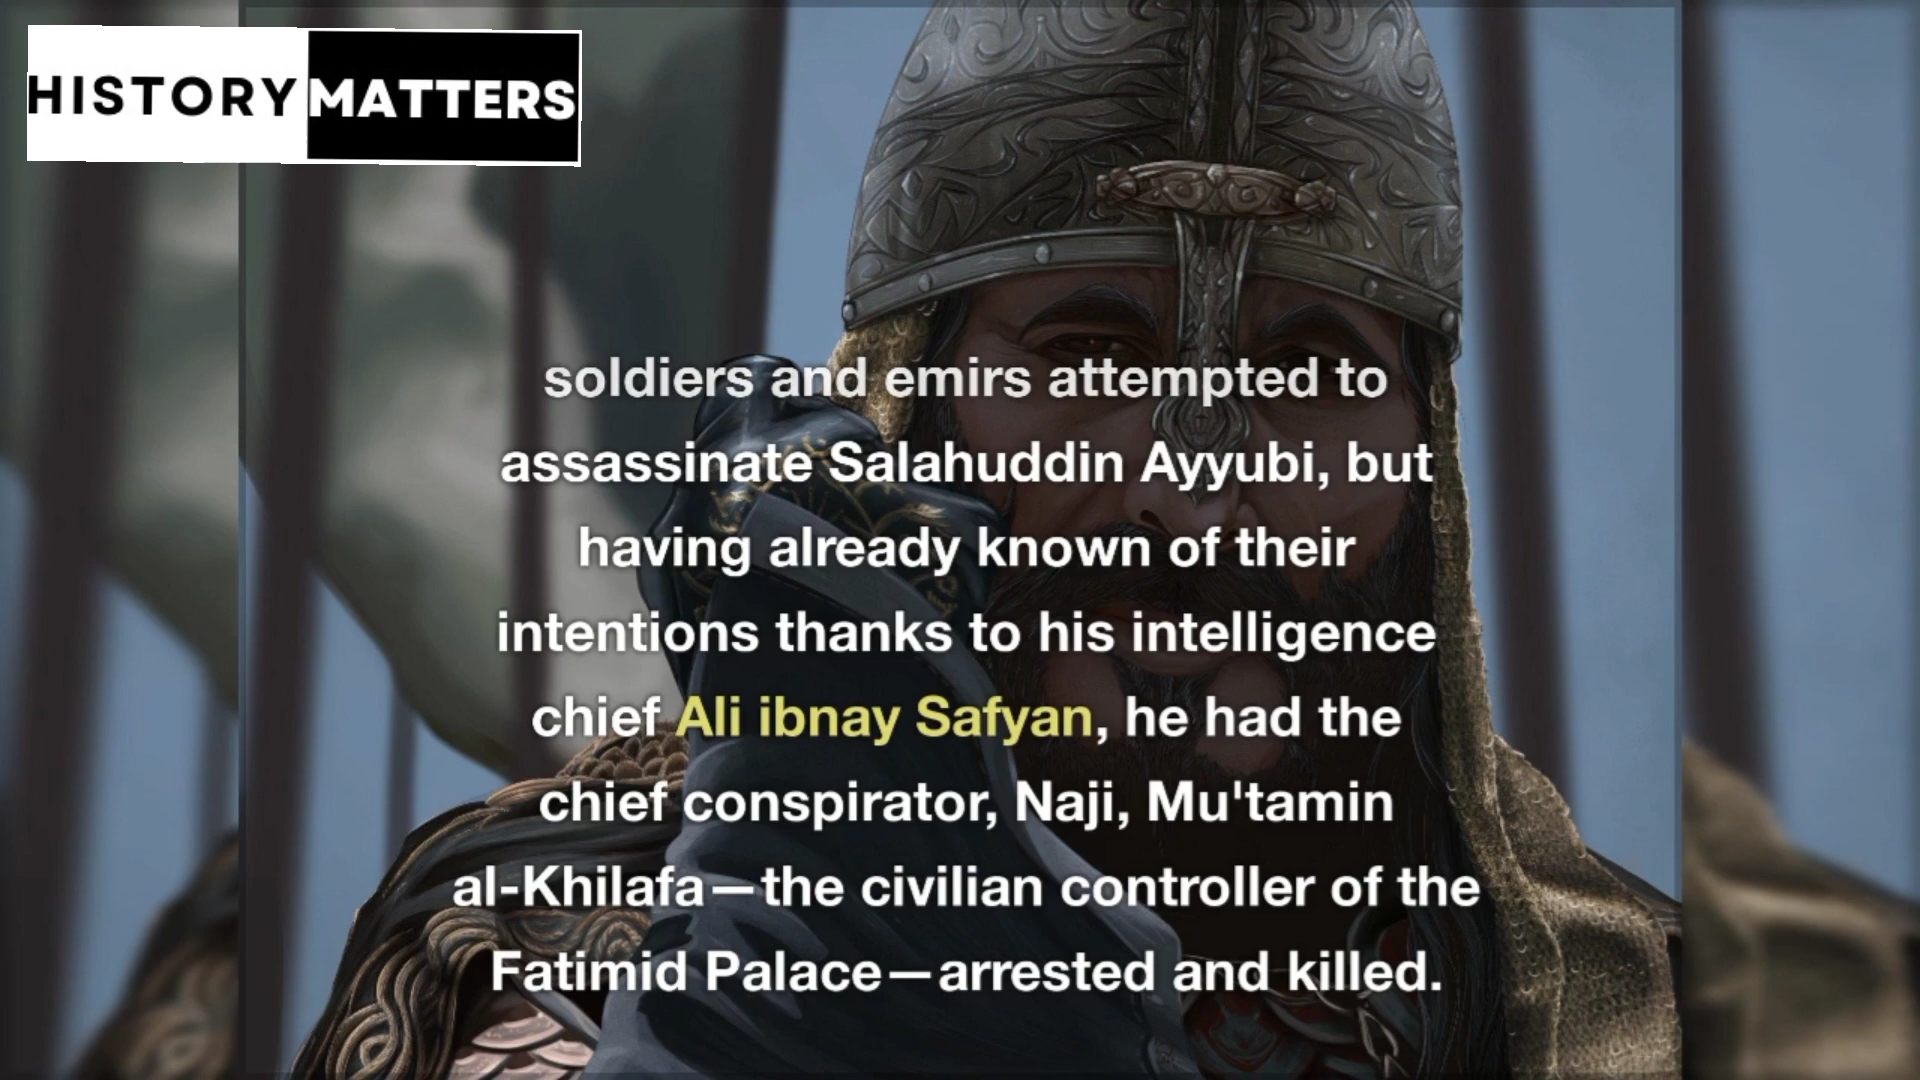 HISTORY MATTERS
soldiers and emirs attempted to
assassinate Salahuddin Ayyubi, but
having already known of their
intentions thanks to his intelligence
chief Ali ibnay Safyan, he had the
chief conspirator, Naji, Mu'tamin
al-Khilafa—the civilian controller of the
Fatimid Palace—arrested and killed.